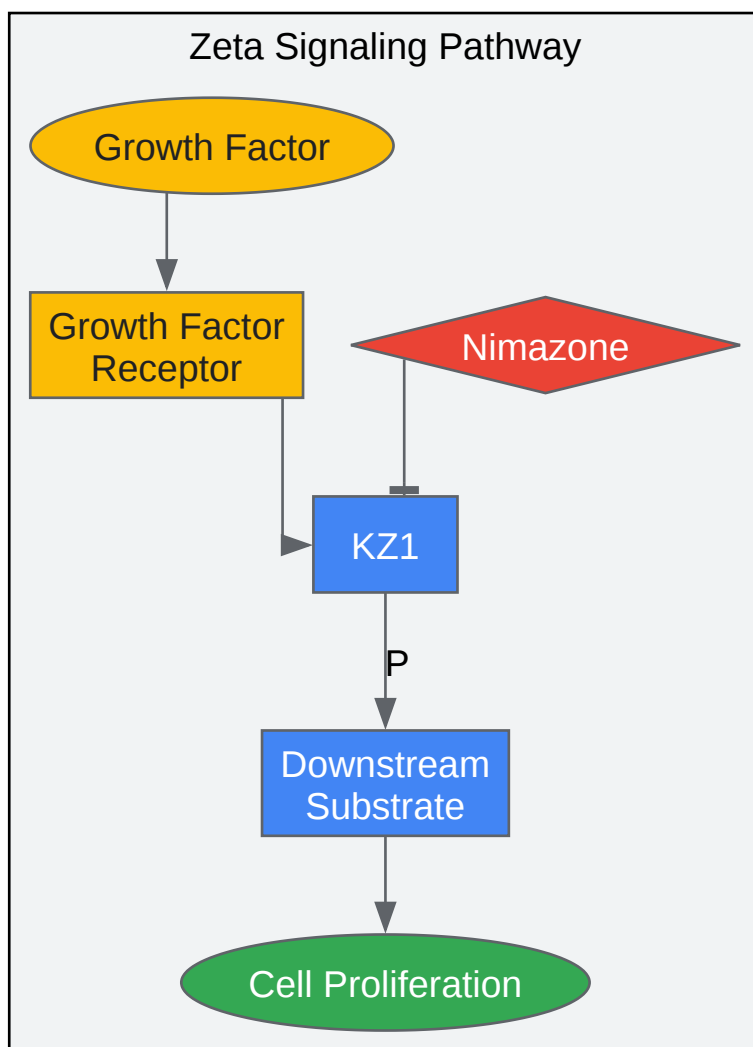 Zeta Signaling Pathway
Growth Factor
Growth Factor
Receptor
Nimazone
KZ1
P
Downstream
Substrate
Cell Proliferation